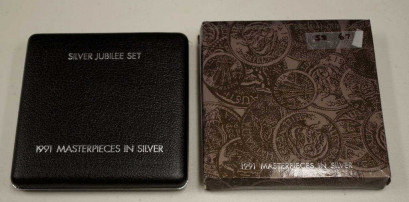 SILVER JUBILEE SET
1991 MASTERPIECES IN SILVER
1991 MASTERPIECES IN SILVER